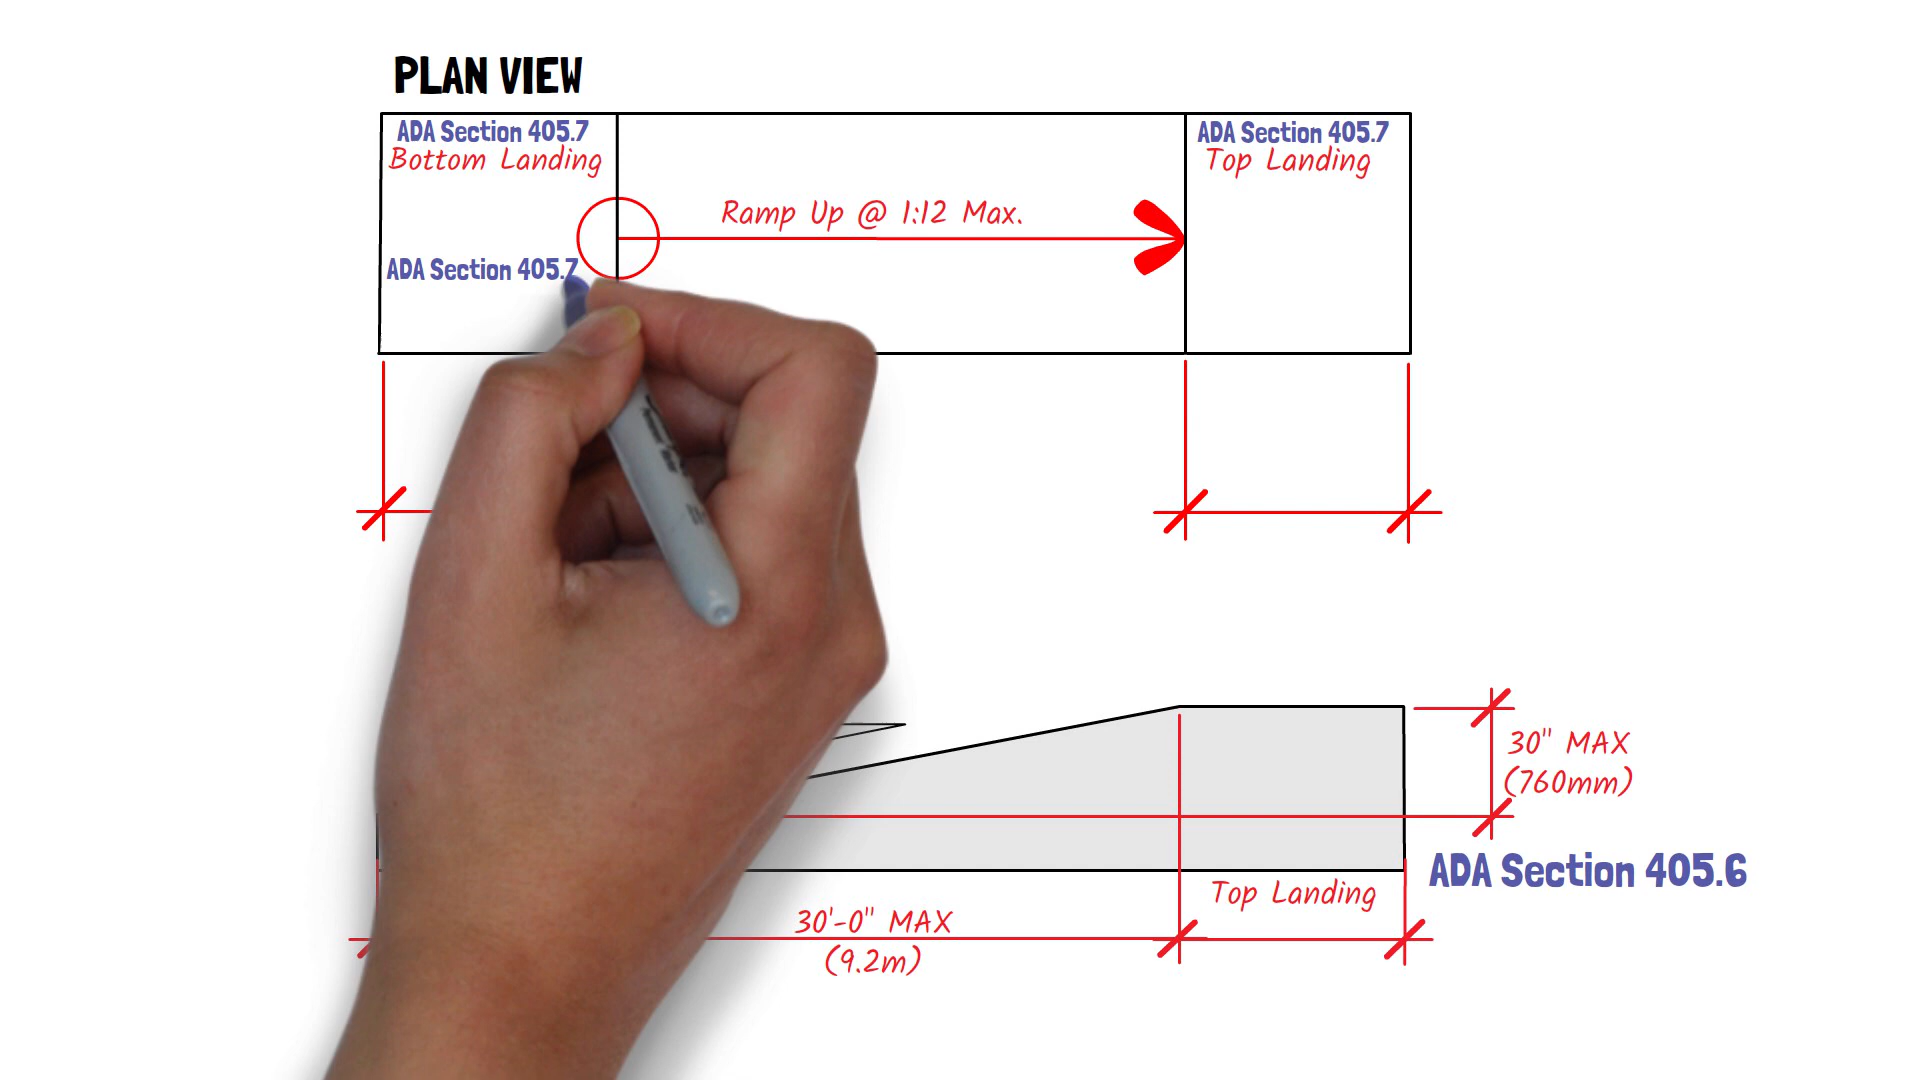 PLAN VIEW
ADA Section 405.7
Bottom Landing
ADA Section 405.7
Top Landing
Ramp Up @ 1:12 Max.
ADA Section 405.7
30" MAX
(760mm)
ADA Section 405.6
Top Landing
30'-0" MAX
(9.2m)